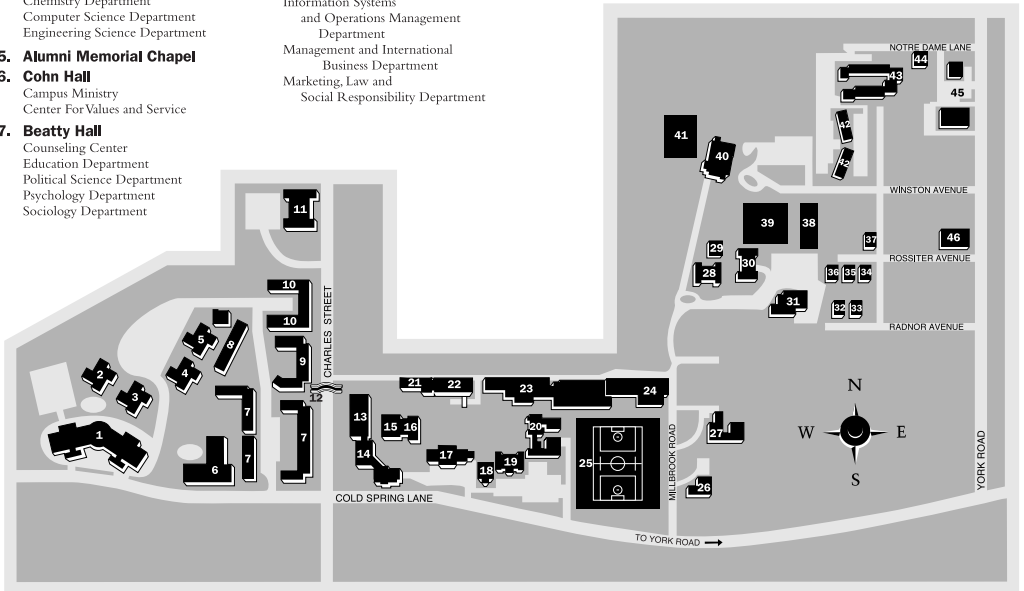 Chemistry Department
Computer Science Department
Engineering Science Department
5. Alumni Memorial Chapel
6. Cohn Hall
Campus Ministry
Center For Values and Service
7. Beatty Hall
Counseling Center
Education Department
Political Science Department
Psychology Department
Sociology Department
Information Systems
and Operations Management
Department
Management and International
Business Department
Marketing, Law and
Social Responsibility Department
NOTRE DAME LANE
44
43
45
42
41
40
42
WINSTON AVENUE
11
39
38
37
46
29
30
28
ROSSITER AVENUE
36
35
34
31
32
33
RADNOR AVENUE
10
10
CHARLES STREET
5
8
9
2
4
3
12
7
7
1
6
7
21
22
23
24
13
15
16
20
14
17
18
19
25
27
26
MILLBROOK ROAD
YORK ROAD
N
W
E
S
COLD SPRING LANE
TO YORK ROAD